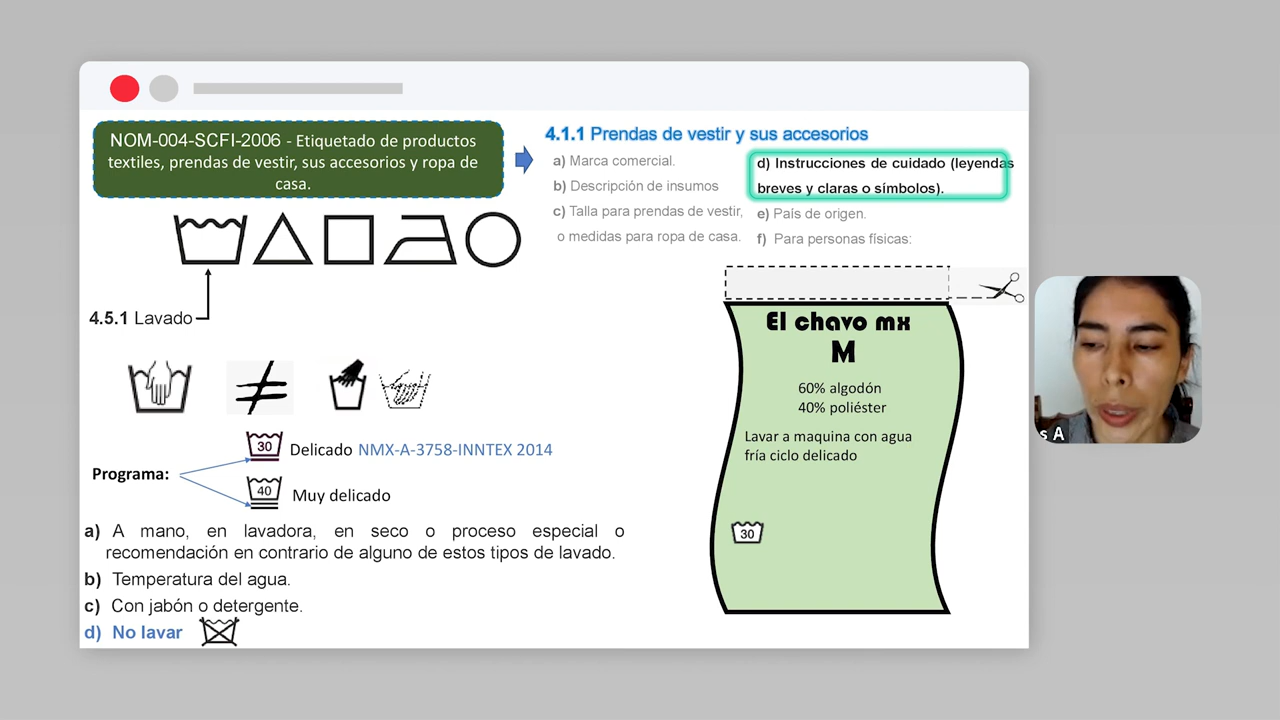 NOM-004-SCFI-2006 - Etiquetado de productos
textiles, prendas de vestir, sus accesorios y ropa de
casa.
4.1.1 Prendas de vestir y sus accesorios
a) Marca comercial.
b) Descripción de insumos
c) Talla para prendas de vestir,
o medidas para ropa de casa.
d) Instrucciones de cuidado (leyendas
breves y claras o símbolos).
e) País de origen.
f) Para personas físicas:
4.5.1 Lavado
Programa:
30
Delicado NMX-A-3758-INNTEX 2014
40
Muy delicado
a) A mano, en lavadora, en seco o proceso especial o
recomendación en contrario de alguno de estos tipos de lavado.
b) Temperatura del agua.
c) Con jabón o detergente.
d) No lavar
El chavo mx
M
60% algodón
40% poliéster
Lavar a maquina con agua
fría ciclo delicado
30
s A